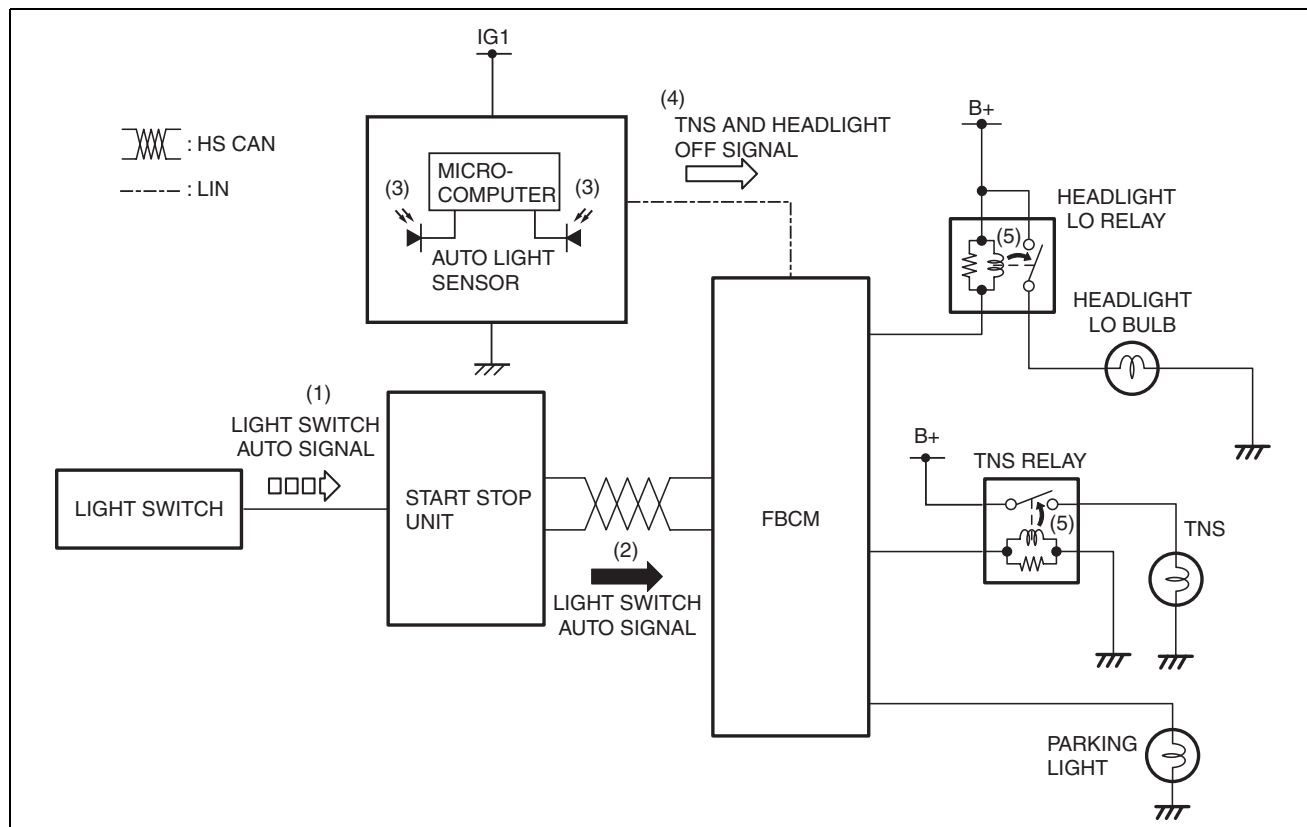 IG1
: HS CAN
: LIN
(4)
TNS AND HEADLIGHT
OFF SIGNAL
MICRO-
COMPUTER
(3)
(3)
AUTO LIGHT
SENSOR
B+
HEADLIGHT
LO RELAY
(5)
HEADLIGHT
LO BULB
(1)
LIGHT SWITCH
AUTO SIGNAL
LIGHT SWITCH
START STOP
UNIT
(2)
LIGHT SWITCH
AUTO SIGNAL
FBCM
B+
TNS RELAY
(5)
TNS
PARKING
LIGHT